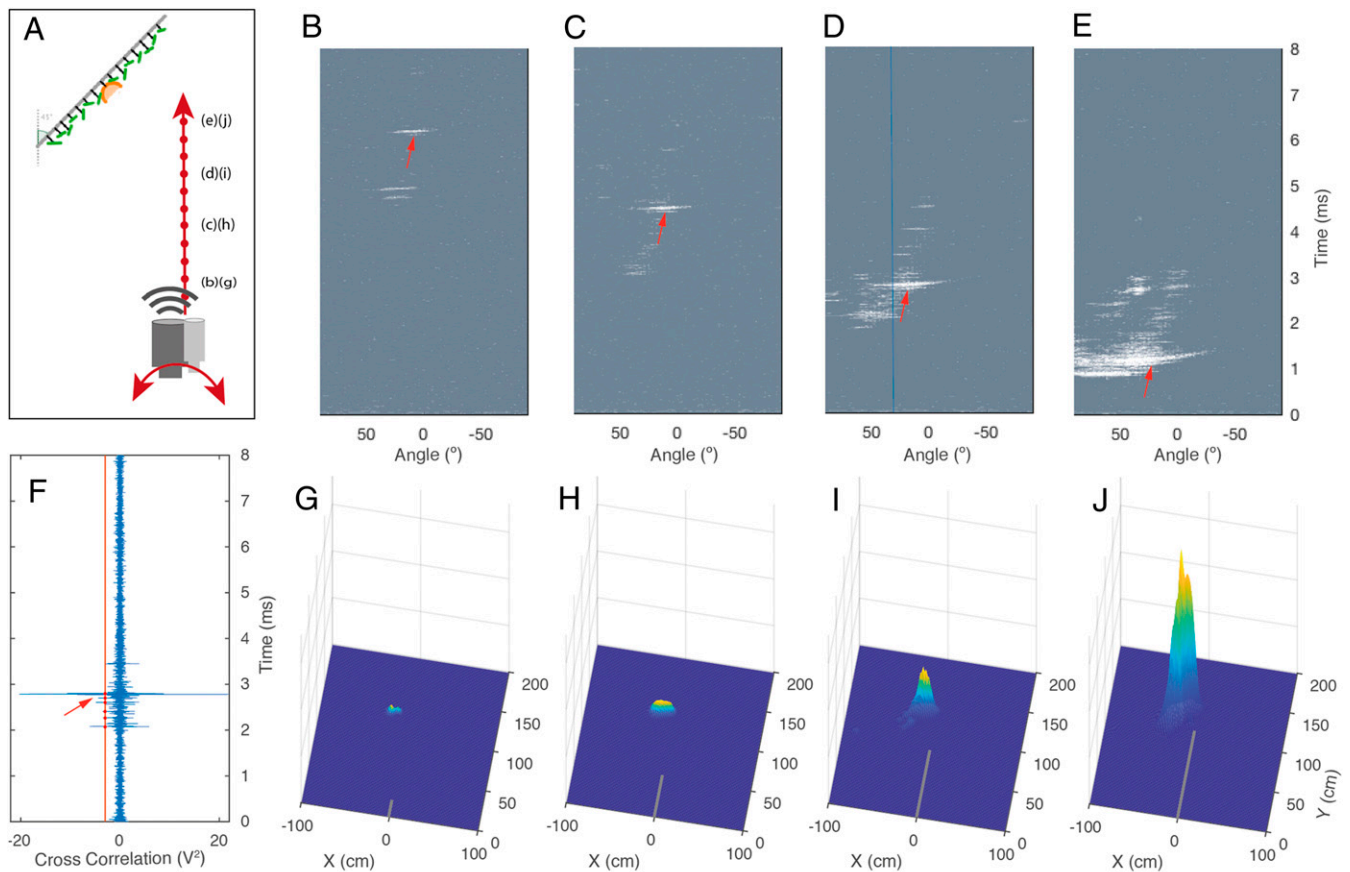 A
45°
(e)(j)
(d)(i)
(c)(h)
(b)(g)
B
50 0 -50
Angle (°)
C
50 0 -50
Angle (°)
D
50 0 -50
Angle (°)
E
8
7
6
5
4
3
2
1
0
Time (ms)
50 0 -50
Angle (°)
F
8
7
6
5
4
3
2
1
0
Time (ms)
-20 0 20
Cross Correlation (V²)
G
200
150
100
50
0
-100 0 100
X (cm)
H
200
150
100
50
0
-100 0 100
X (cm)
I
200
150
100
50
0
-100 0 100
X (cm)
J
200
150
100
50
0
Y (cm)
-100 0 100
X (cm)